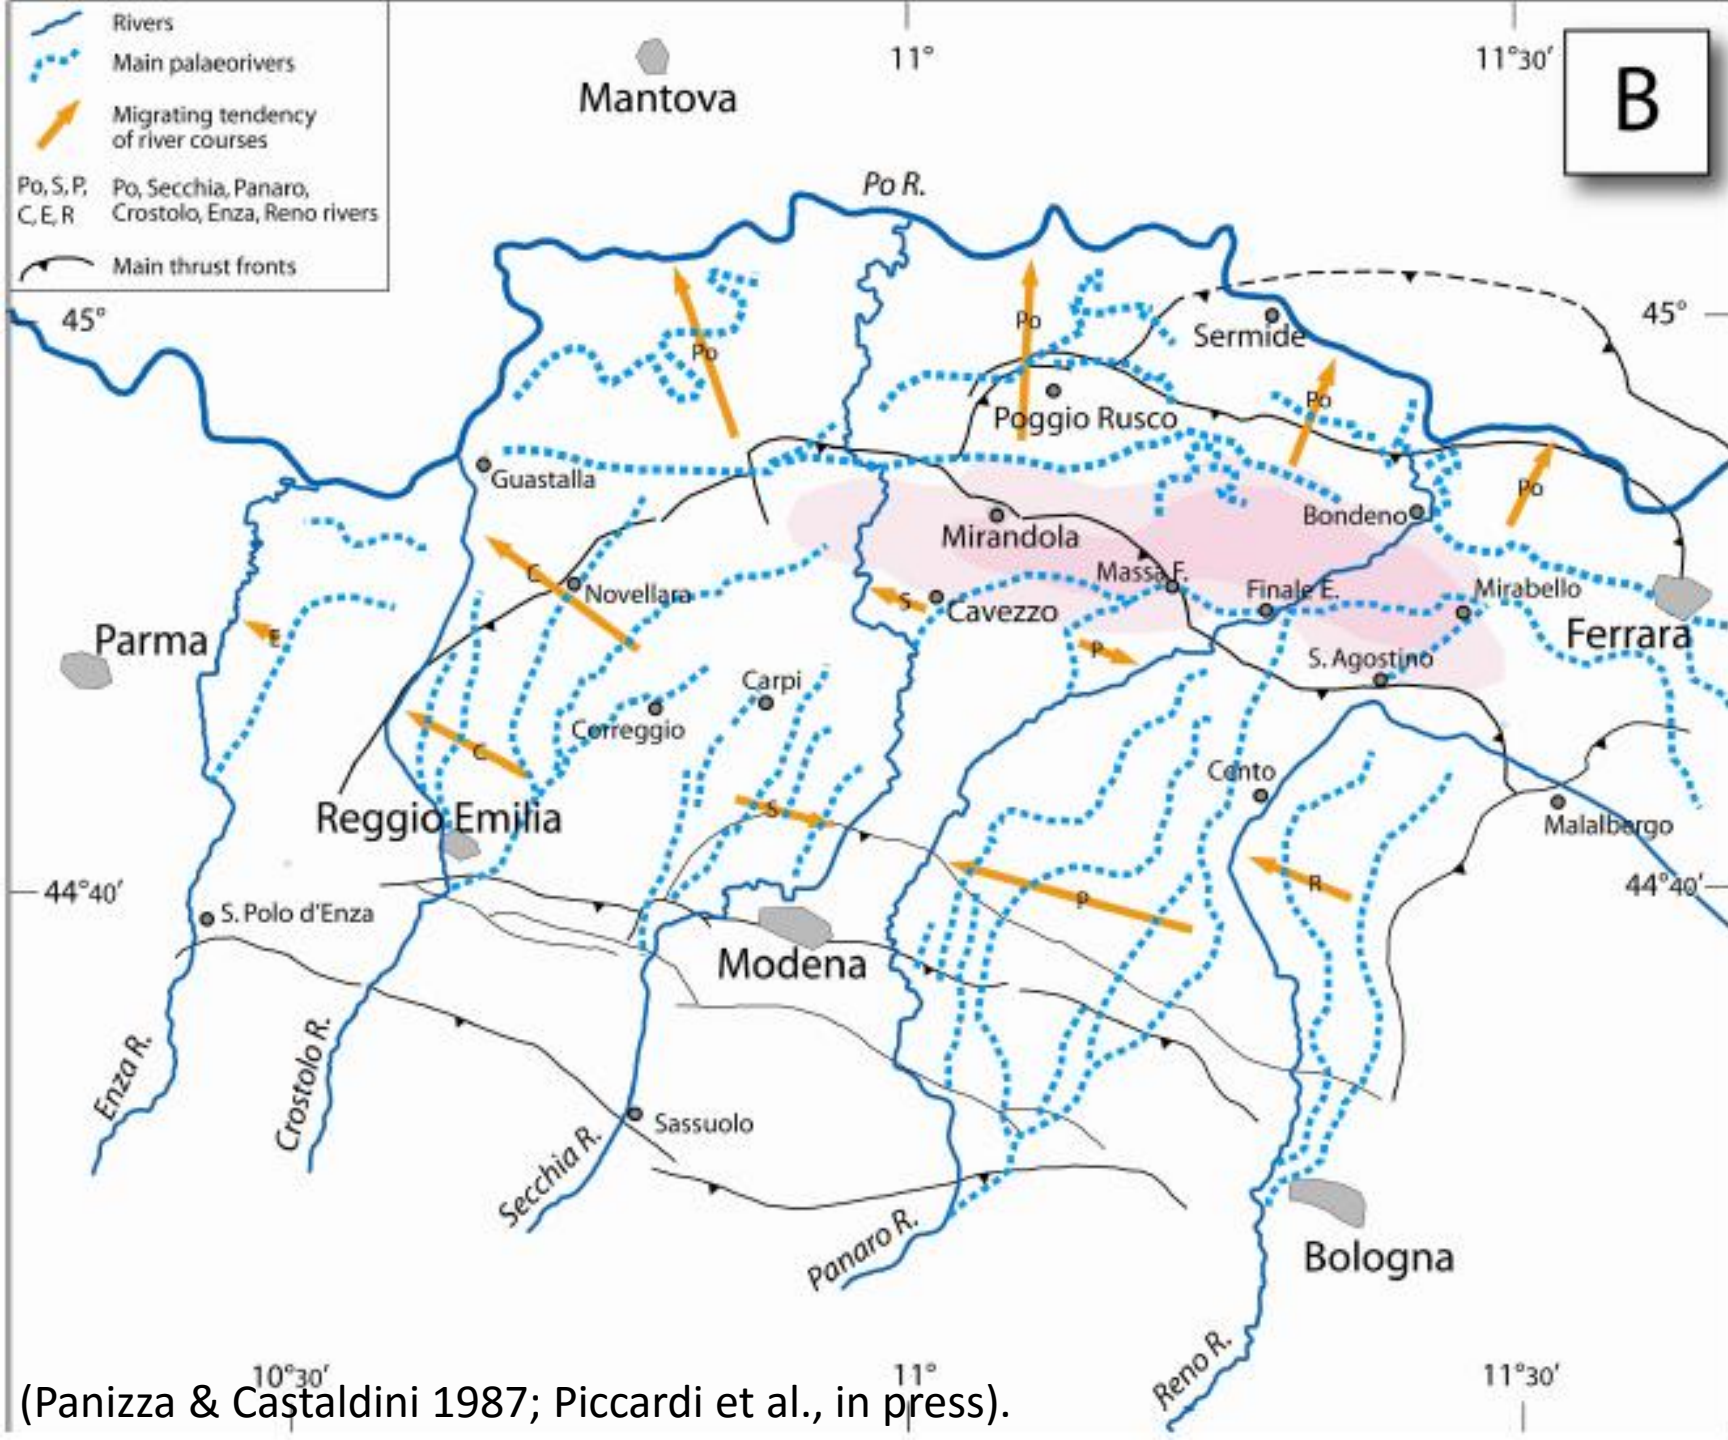 Rivers
Main palaeorivers
Migrating tendency
of river courses
Po, S, P, Po, Secchia, Panaro,
C, E, R Crostolo, Enza, Reno rivers
Main thrust fronts
11°
11°30′
B
Mantova
Po R.
45°
45°
Po
Po
Sermide
Po
Poggio Rusco
Guastalla
Po
Mirandola
Bondeno
C
Novellara
Massa F.
Finale E.
Mirabello
S
Cavezzo
Ferrara
Parma
E
P
S. Agostino
Carpi
Correggio
C
Cento
Reggio Emilia
S
Malalbergo
44°40′
44°40′
P
R
S. Polo d'Enza
Modena
Enza R.
Crostolo R.
Sassuolo
Secchia R.
Panaro R.
Bologna
Reno R.
10°30′
11°
11°30′
(Panizza & Castaldini 1987; Piccardi et al., in press).